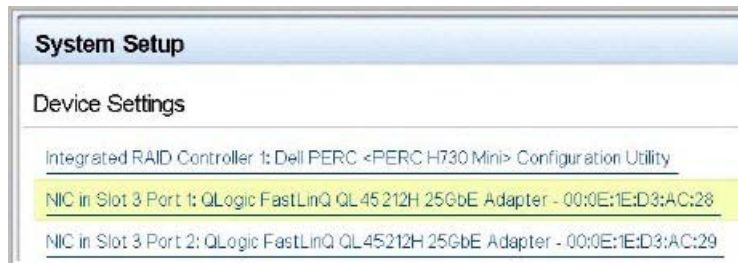 System Setup
Device Settings
Integrated RAID Controller 1: Dell PERC <PERC H730 Mini> Configuration Utility
NIC in Slot 3 Port 1: QLogic FastLinQ QL45212H 25GbE Adapter - 00:0E:1E:D3:AC:28
NIC in Slot 3 Port 2: QLogic FastLinQ QL45212H 25GbE Adapter - 00:0E:1E:D3:AC:29